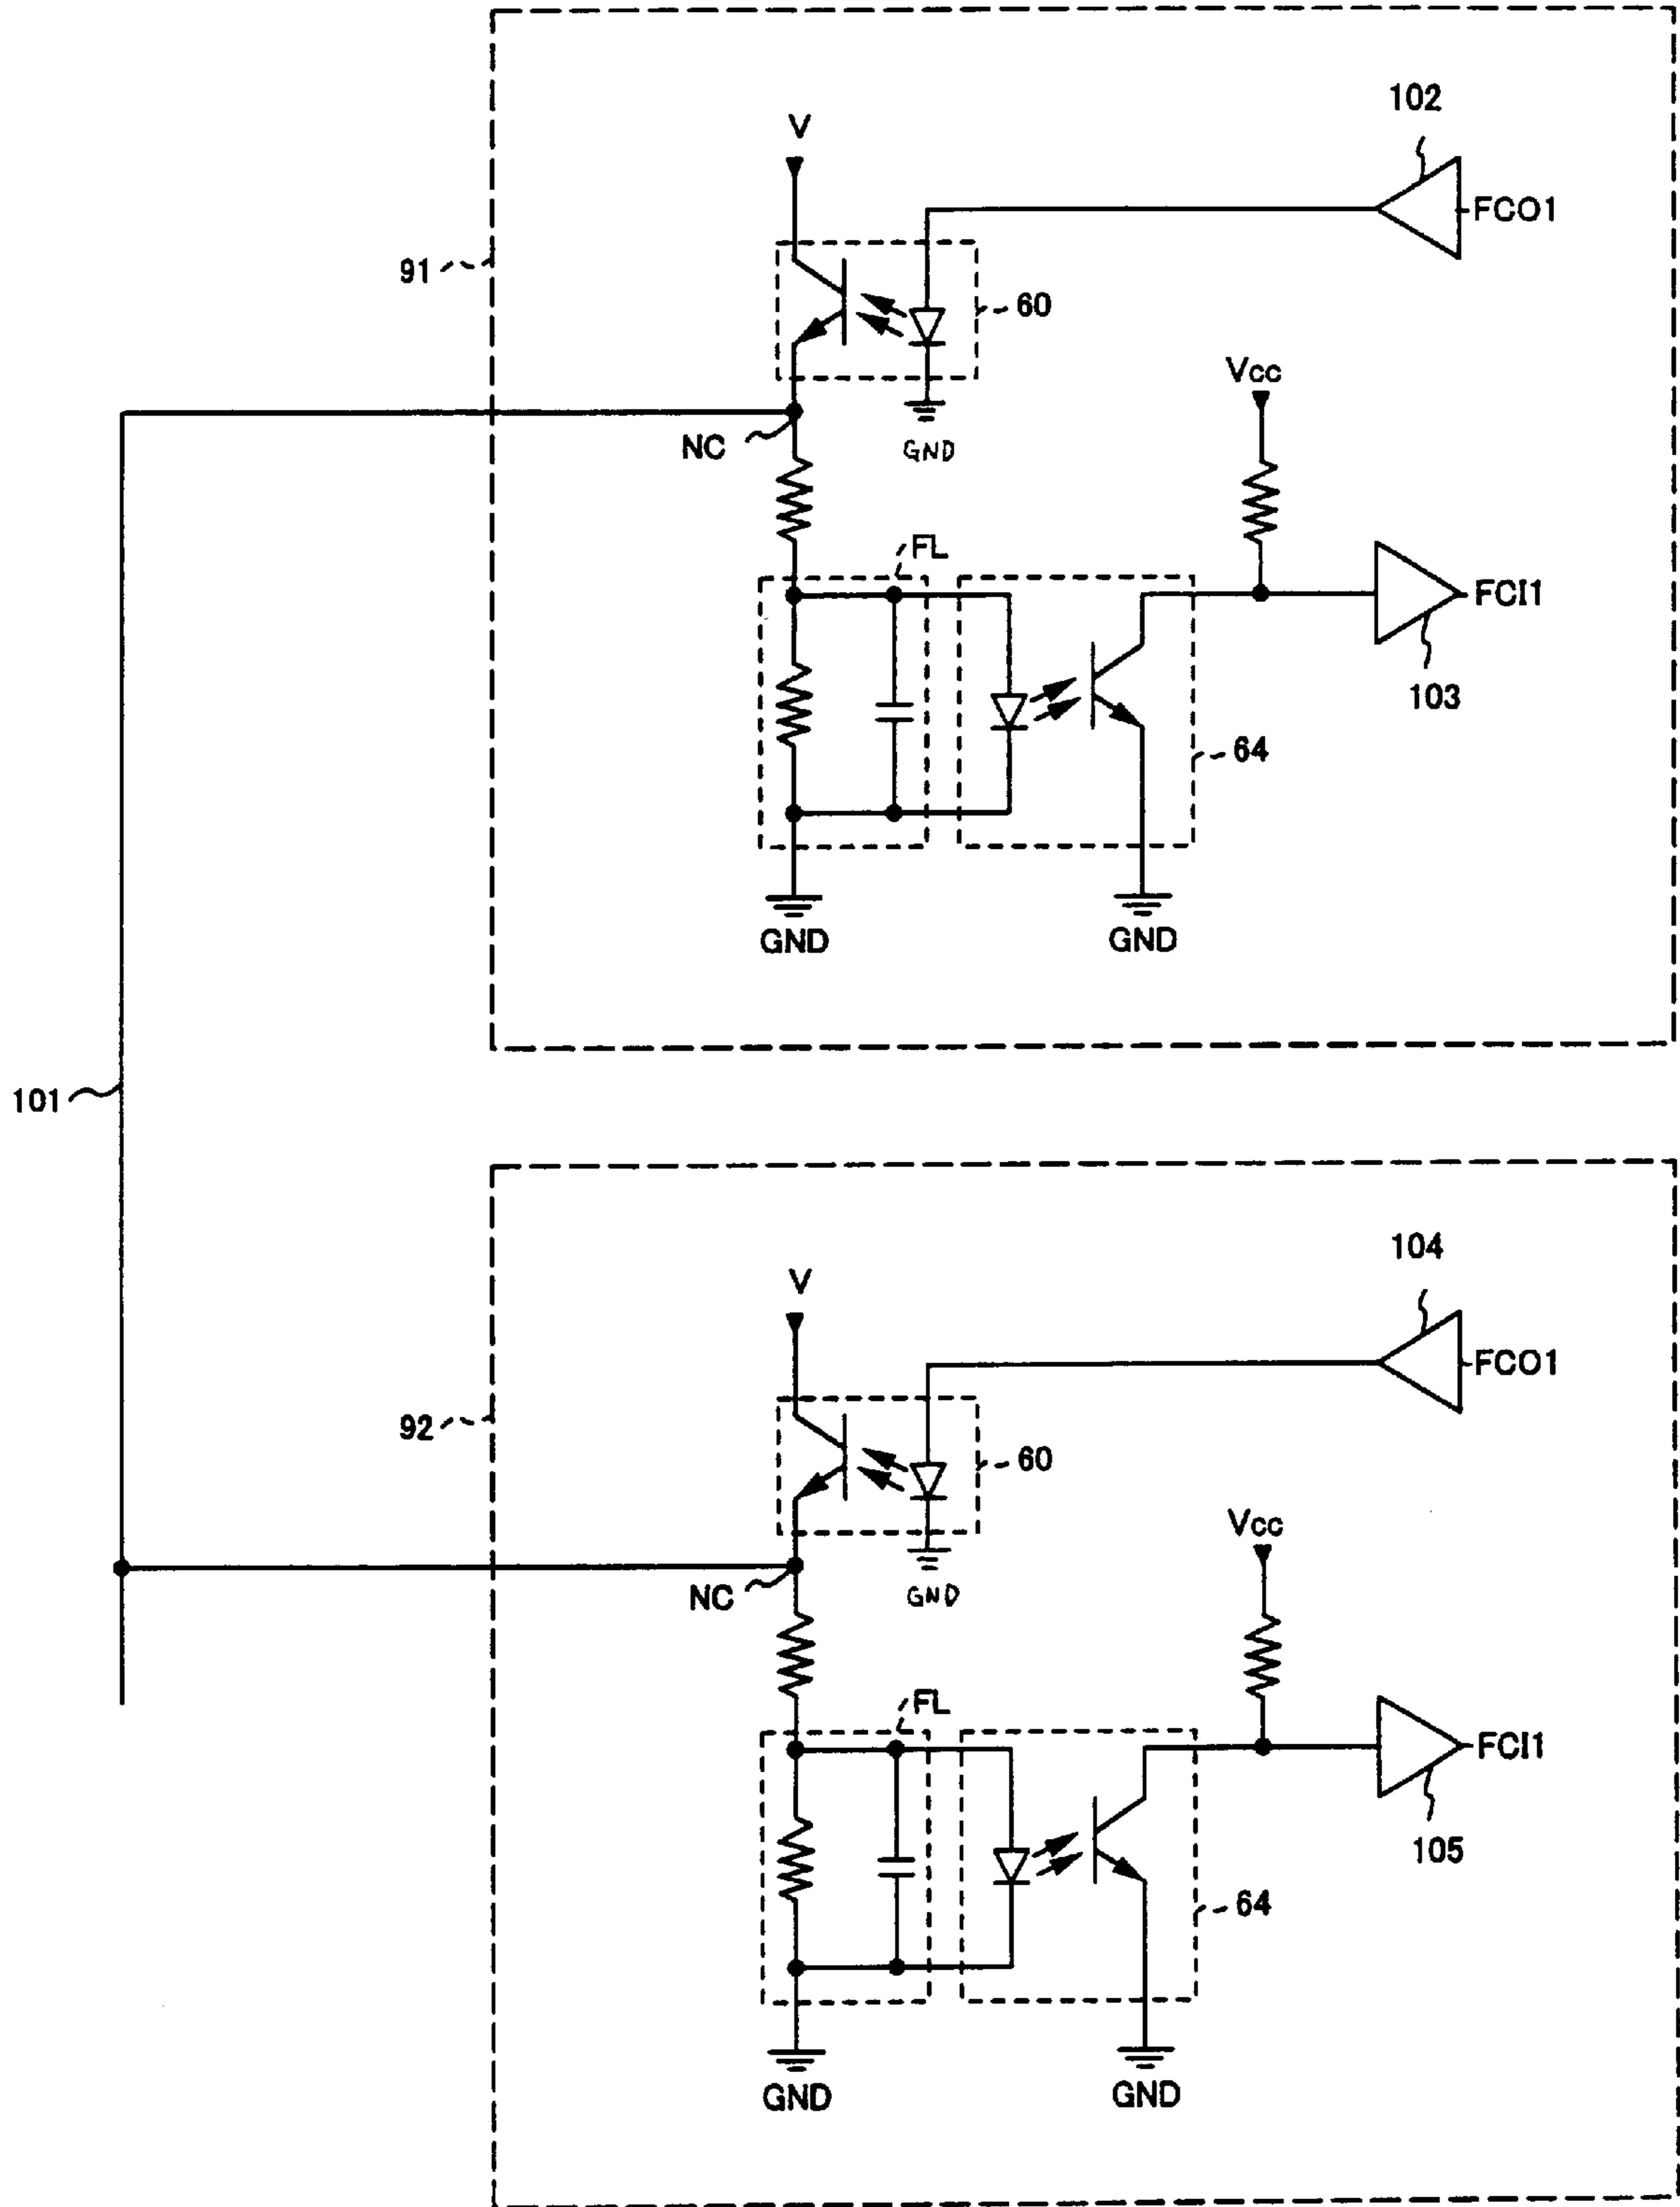 102
V
FCO1
91
60
Vcc
NC
GND
FL
FCI1
103
64
GND
GND
101
104
V
FCO1
92
60
Vcc
NC
GND
FL
FCI1
105
64
GND
GND